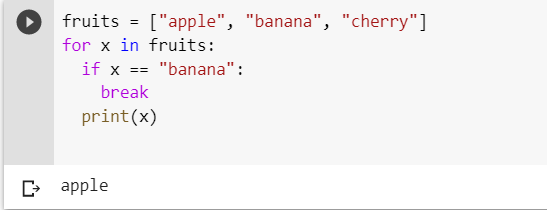 fruits = ["apple", "banana", "cherry"]
for x in fruits:
  if x == "banana":
    break
  print(x)
apple